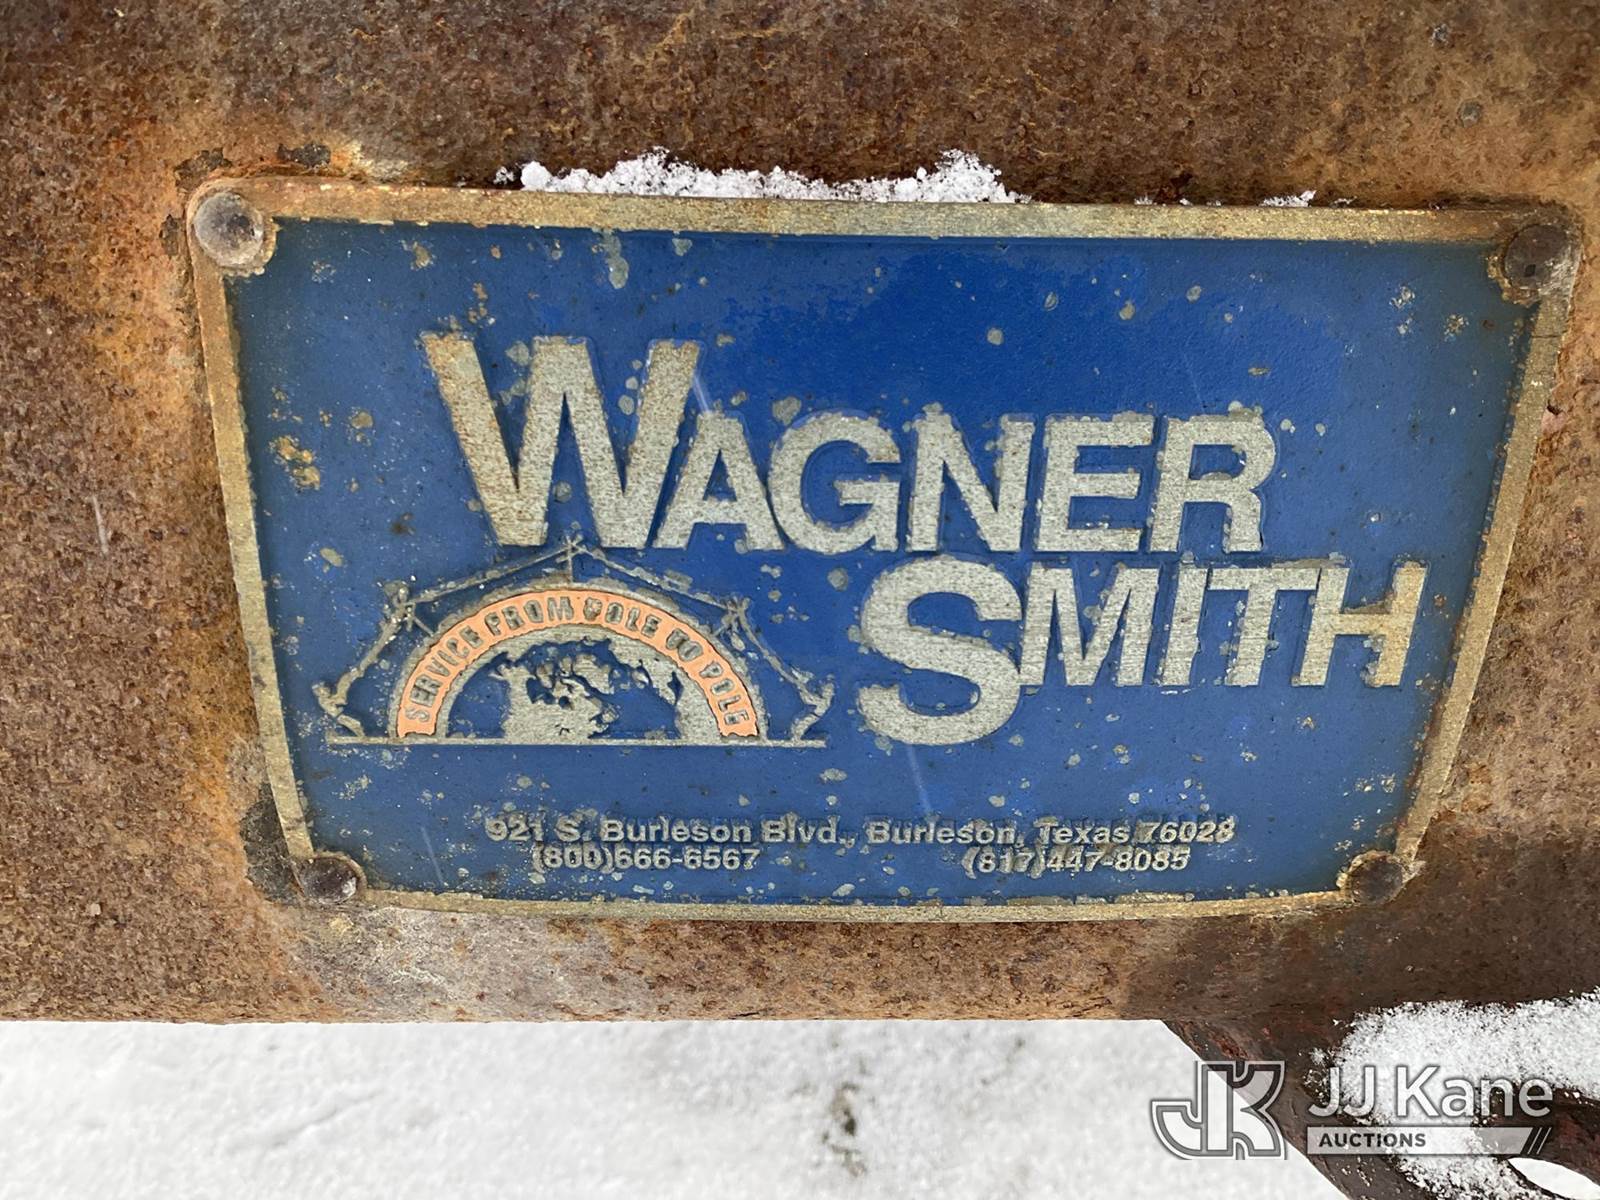 WAGNER
SMITH
SERVICE FROM POLE TO POLE
921 S. Burleson Blvd., Burleson, Texas 76028
(800)666-6567 (817)447-8085
JK JJ Kane
AUCTIONS